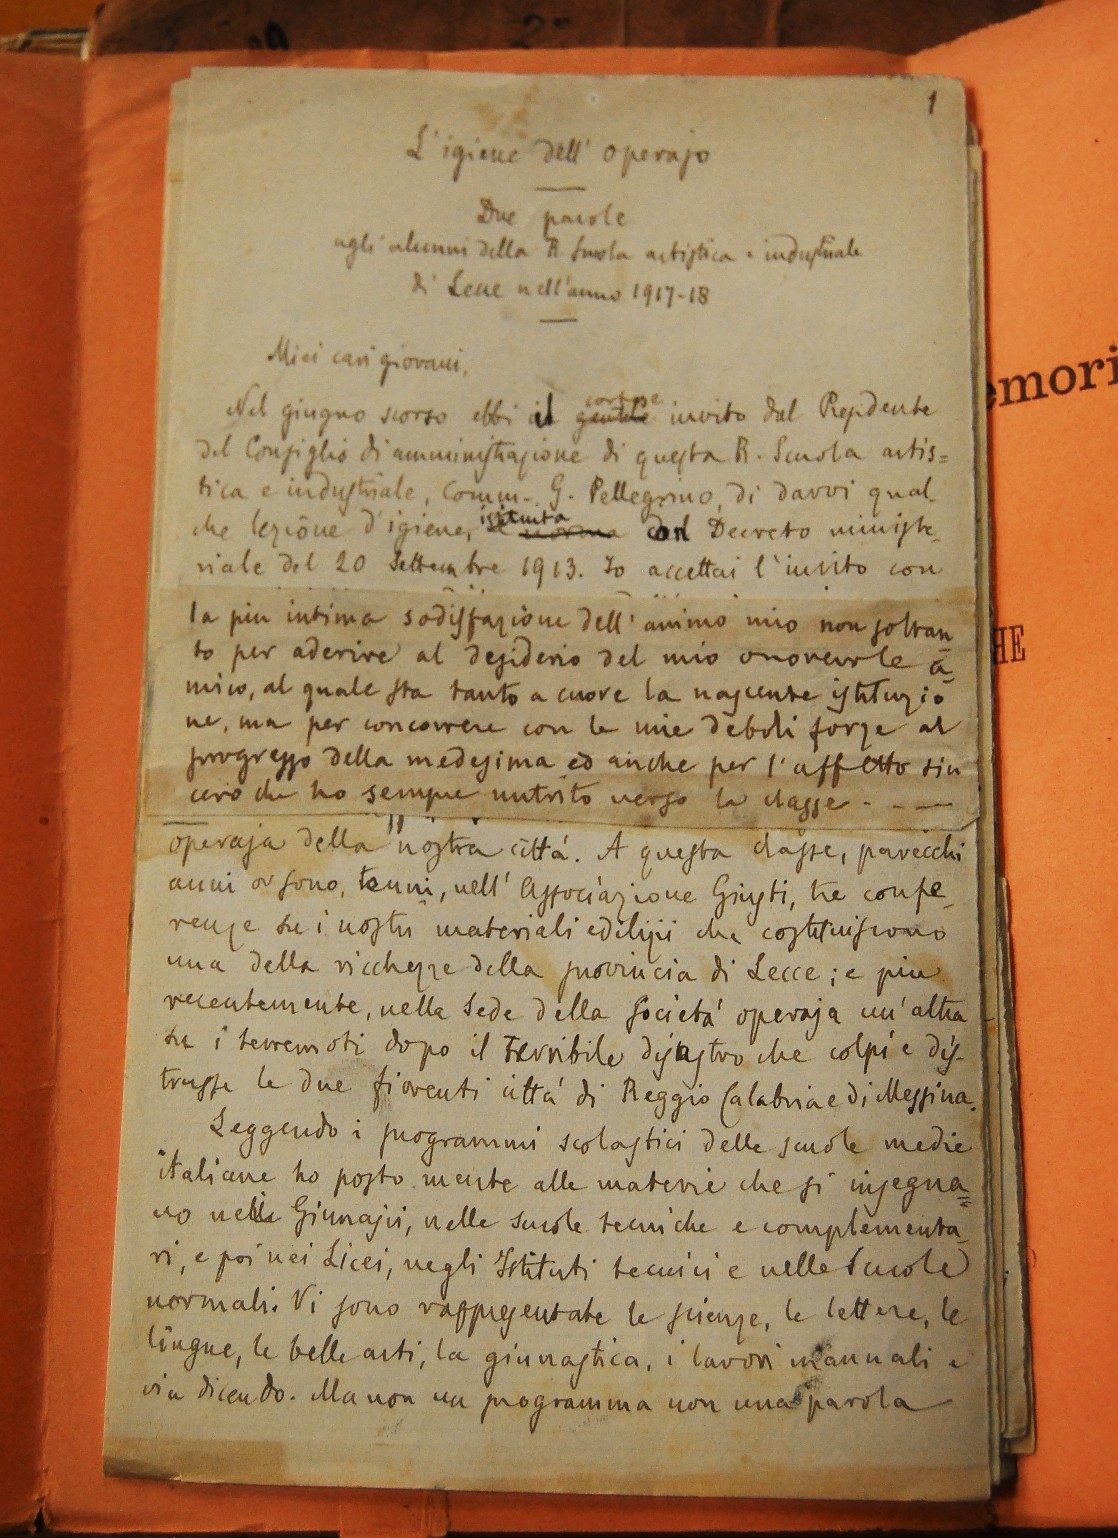 1
L'igiene dell'operajo
Due parole
agli alunni della R. Scuola artistica e industriale
di Lecce nell'anno 1917-18
Miei cari giovani,
Nel giugno scorso ebbi il gentile cortese invito dal Presidente
del Consiglio di amministrazione di questa R. Scuola artis=
tica e industriale, Comm. G. Pellegrino, di darvi qual
che lezione d'igiene, istituita norma dal Decreto ministe-
riale del 20 Settembre 1913. Io accettai l'invito con
la più intima sodisfazione dell'animo mio non soltan
to per aderire al desiderio del mio onorevole a-
mico, al quale sta tanto a cuore la nascente istituzio
ne, ma per concorrere con le mie deboli forze al
progresso della medesima ed anche per l'affetto sin
cero che ho sempre nutrito verso la classe - - —
operaja della nostra città. A questa classe, parecchi
anni or sono, tenni, nell'Associazione Giusti, tre confe-
renze su i nostri materiali edilizii che costituiscono
una della ricchezze della provincia di Lecce; e più
recentemente, nella Sede della Società operaja un'altra
su i terremoti dopo il terribile disastro che colpì e dis-
trusse le due fiorenti città di Reggio Calabria e di Messina.
Leggendo i programmi scolastici delle scuole medie
italiane ho posto mente alle materie che si insegna=
no nelli Ginnasii, nelle scuole tecniche e complementa-
ri, e poi nei Licei, negli Istituti tecnici e nelle Scuole
normali. Vi sono rappresentate le scienze, le lettere, le
lingue, le belle arti, la ginnastica, i lavori mannuali e
via dicendo. Ma non un programma non una parola
emori
HE